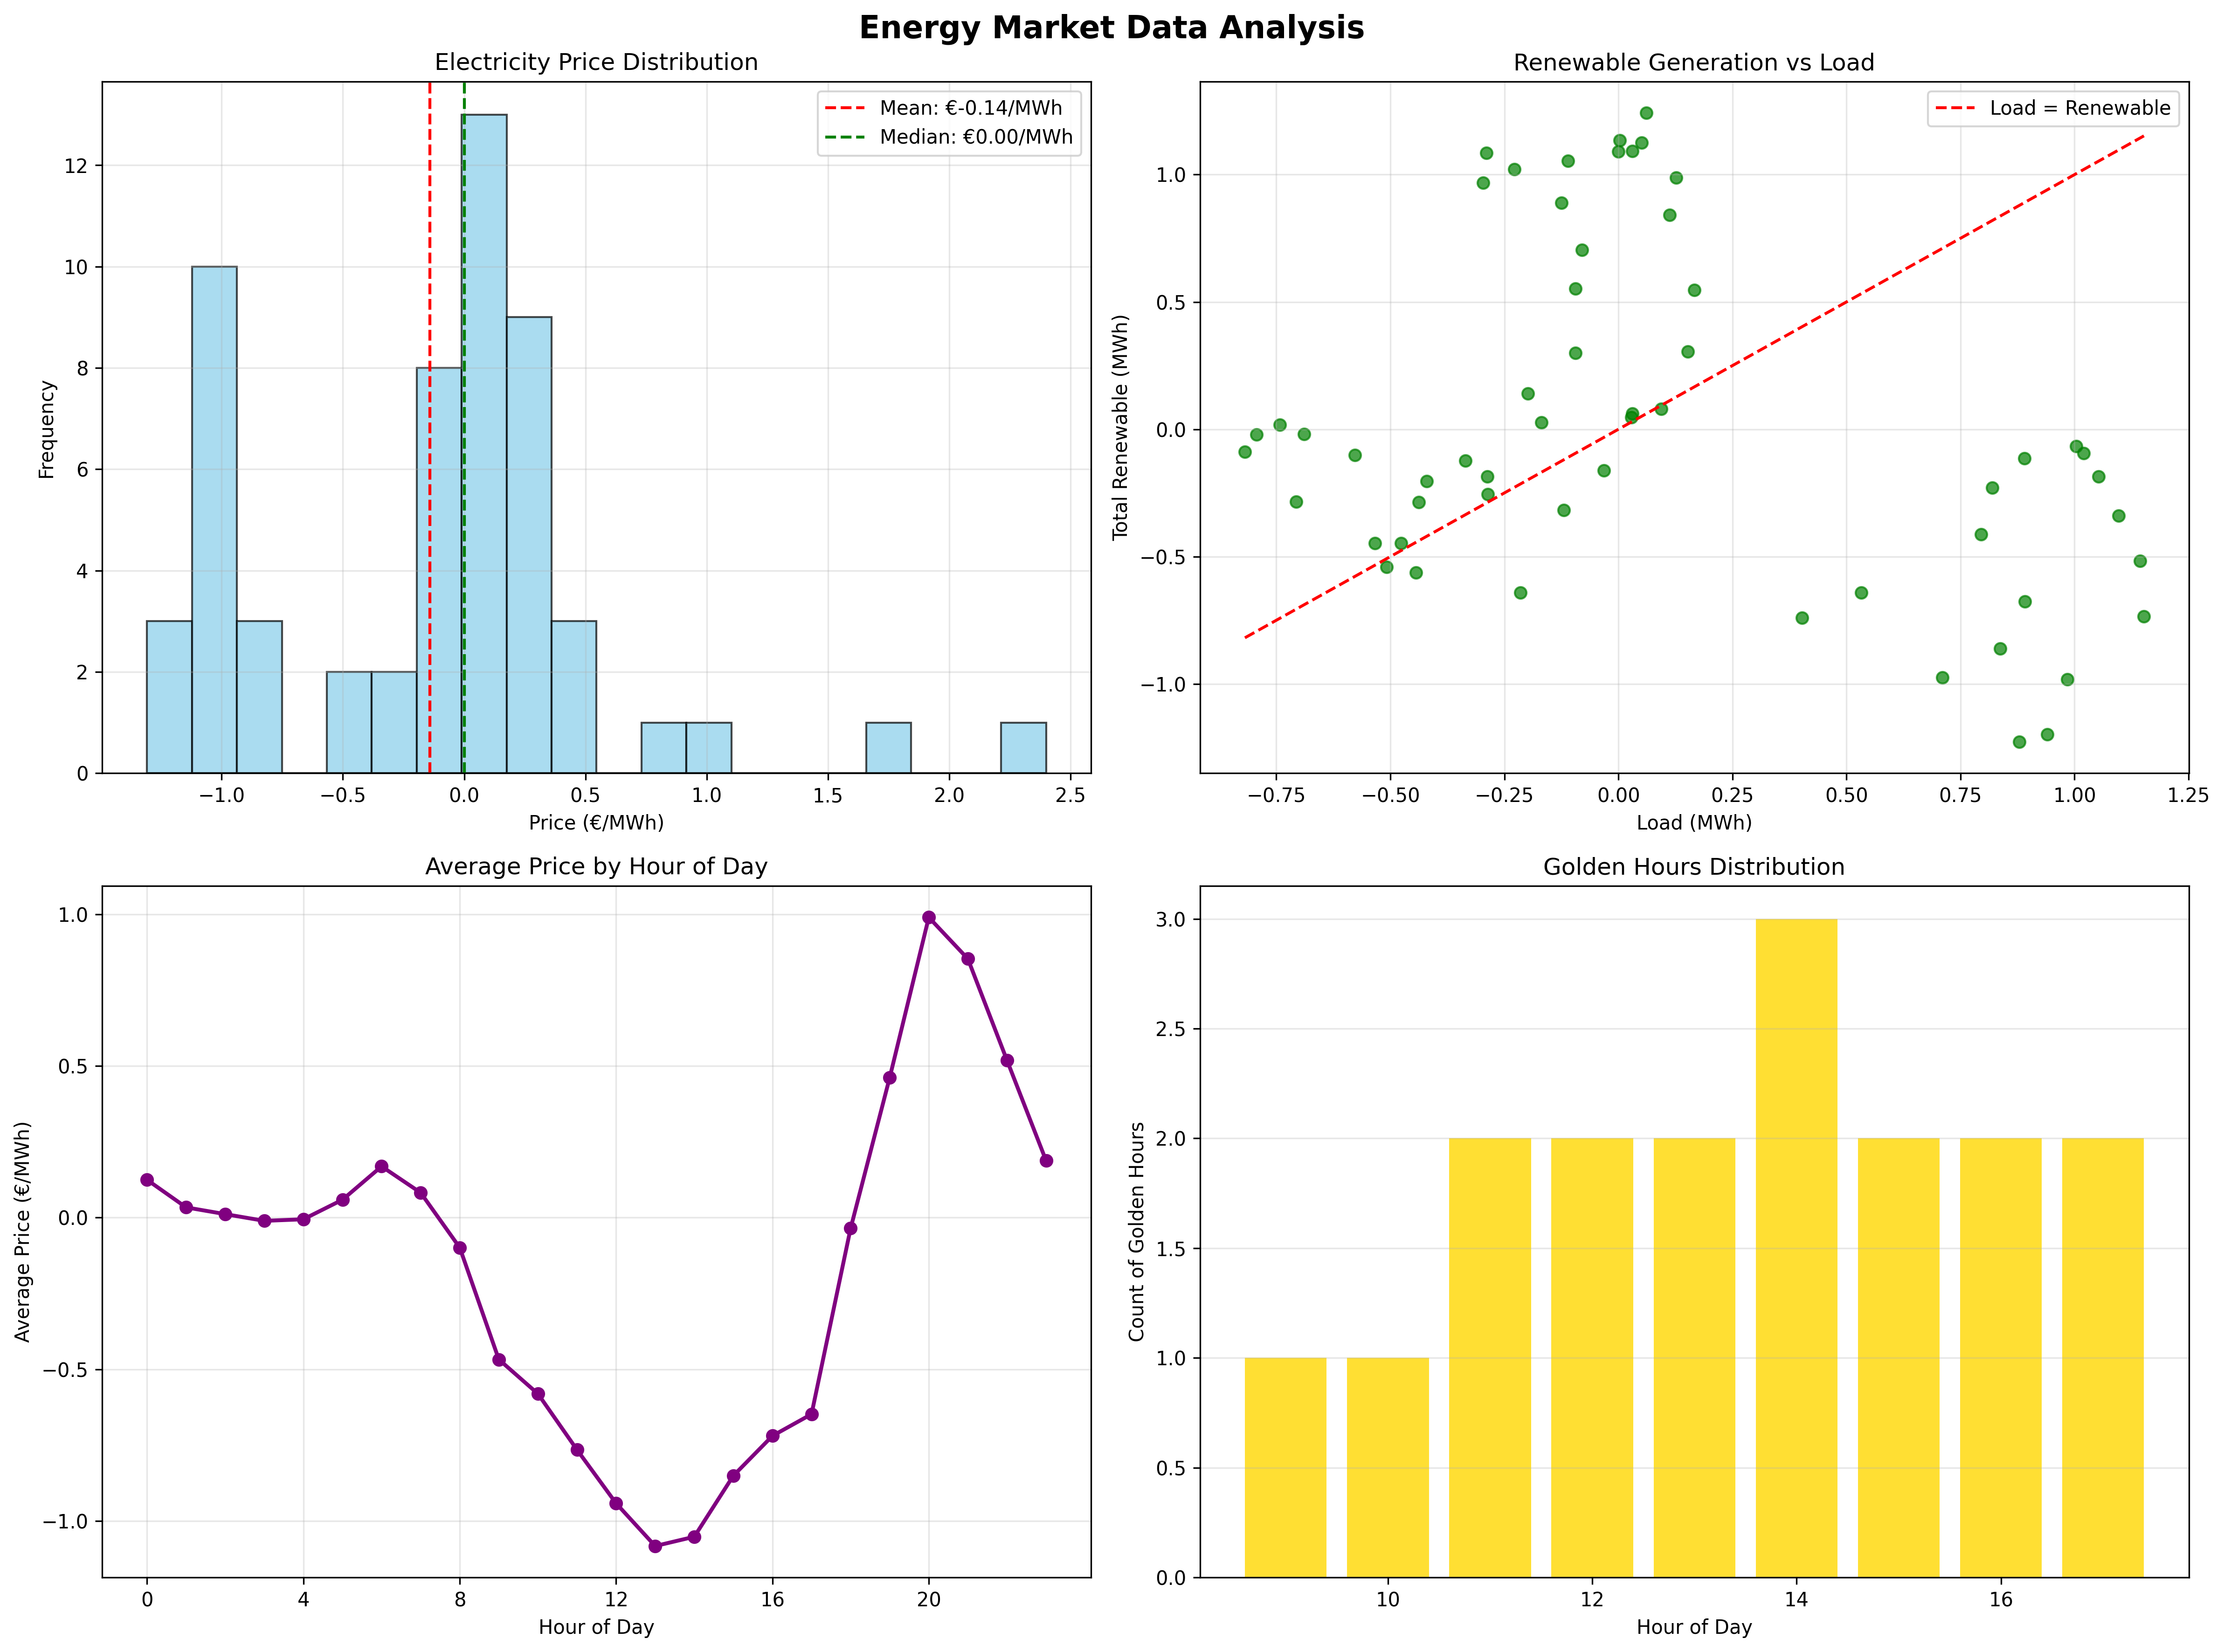 Energy Market Data Analysis
Electricity Price Distribution
Mean: €-0.14/MWh
Median: €0.00/MWh
12
10
8
6
4
2
0
Frequency
−1.0 −0.5 0.0 0.5 1.0 1.5 2.0 2.5
Price (€/MWh)
Renewable Generation vs Load
Load = Renewable
1.0
0.5
0.0
−0.5
−1.0
Total Renewable (MWh)
−0.75 −0.50 −0.25 0.00 0.25 0.50 0.75 1.00 1.25
Load (MWh)
Average Price by Hour of Day
1.0
0.5
0.0
−0.5
−1.0
Average Price (€/MWh)
0 4 8 12 16 20
Hour of Day
Golden Hours Distribution
3.0
2.5
2.0
1.5
1.0
0.5
0.0
Count of Golden Hours
10 12 14 16
Hour of Day